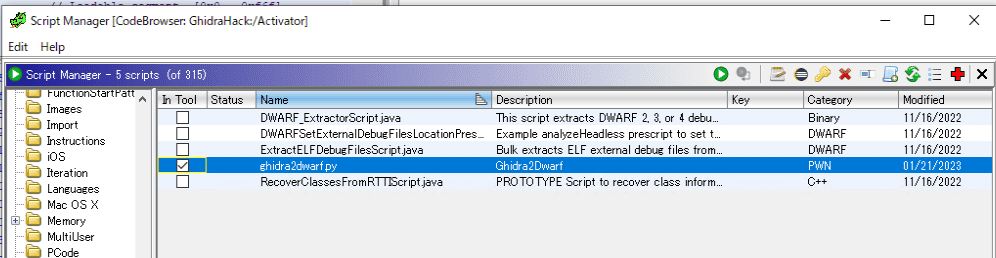 // Loadable segment [0x0 - 0xfff]
Script Manager [CodeBrowser: GhidraHack:/Activator]
Edit Help
Script Manager - 5 scripts (of 315)
FunctionStartPatt
Images
Import
Instructions
iOS
Iteration
Languages
Mac OS X
Memory
MultiUser
PCode
In Tool Status Name Description Key Category Modified
DWARF_ExtractorScript.java This script extracts DWARF 2, 3, or 4 debu... Binary 11/16/2022
DWARFSetExternalDebugFilesLocationPres... Example analyzeHeadless prescript to set t... DWARF 11/16/2022
ExtractELFDebugFilesScript.java Bulk extracts ELF external debug files from... DWARF 11/16/2022
ghidra2dwarf.py Ghidra2Dwarf PWN 01/21/2023
RecoverClassesFromRTTIScript.java PROTOTYPE Script to recover class inform... C++ 11/16/2022